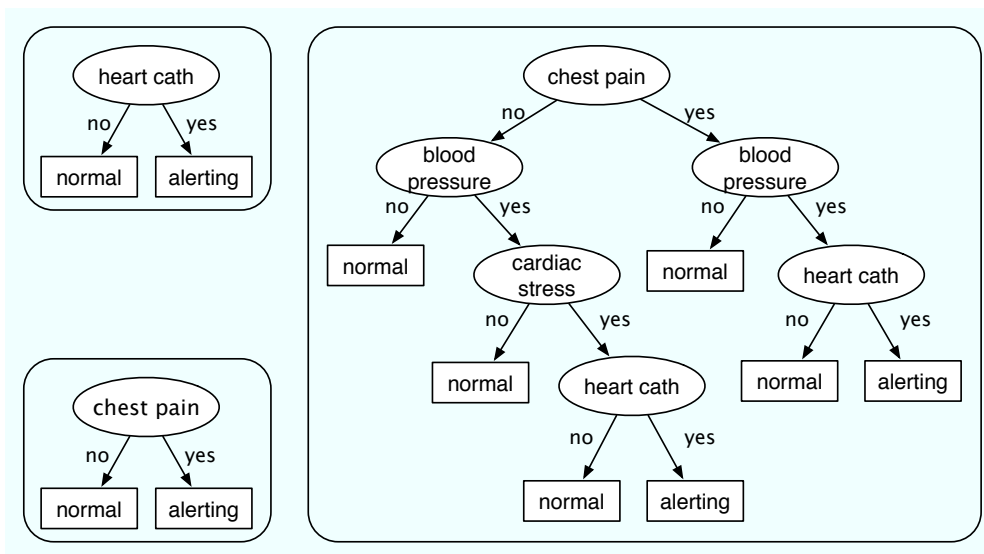 heart cath
no
yes
normal
alerting
chest pain
no
yes
normal
alerting
chest pain
no
yes
blood
pressure
blood
pressure
no
yes
no
yes
normal
cardiac
stress
normal
heart cath
no
yes
no
yes
normal
heart cath
normal
alerting
no
yes
normal
alerting